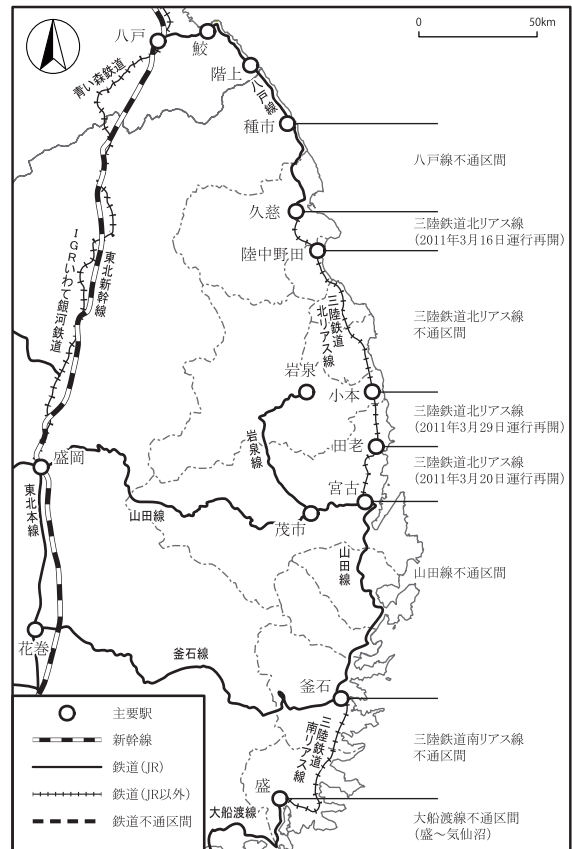 0
50km
八戸
鮫
階上
青い森鉄道
八戸線
種市
八戸線不通区間
久慈
三陸鉄道北リアス線
(2011年3月16日運行再開)
陸中野田
IGRいわて銀河鉄道
東北新幹線
三陸鉄道
北リアス線
三陸鉄道北リアス線
不通区間
岩泉
小本
三陸鉄道北リアス線
(2011年3月29日運行再開)
岩泉線
田老
三陸鉄道北リアス線
(2011年3月20日運行再開)
盛岡
宮古
東北本線
山田線
茂市
山田線
山田線不通区間
花巻
釜石線
釜石
三陸鉄道
南リアス線
三陸鉄道南リアス線
不通区間
盛
大船渡線
大船渡線不通区間
(盛～気仙沼)
主要駅
新幹線
鉄道(JR)
鉄道(JR以外)
鉄道不通区間